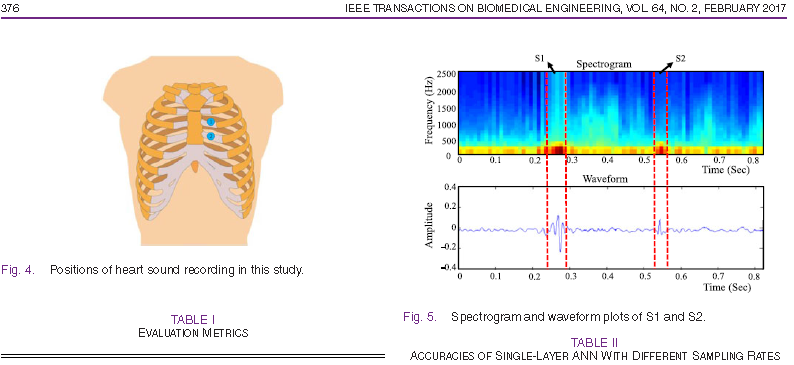 376
IEEE TRANSACTIONS ON BIOMEDICAL ENGINEERING, VOL. 64, NO. 2, FEBRUARY 2017
Fig. 4. Positions of heart sound recording in this study.
TABLE I
EVALUATION METRICS
S1
S2
Spectrogram
Frequency (Hz)
2500
2000
1500
1000
500
0
0 0.1 0.2 0.3 0.4 0.5 0.6 0.7 0.8
Time (Sec)
Waveform
Amplitude
0.4
0.2
0
-0.2
-0.4
0 0.1 0.2 0.3 0.4 0.5 0.6 0.7 0.8
Time (Sec)
Fig. 5. Spectrogram and waveform plots of S1 and S2.
TABLE II
ACCURACIES OF SINGLE-LAYER ANN WITH DIFFERENT SAMPLING RATES